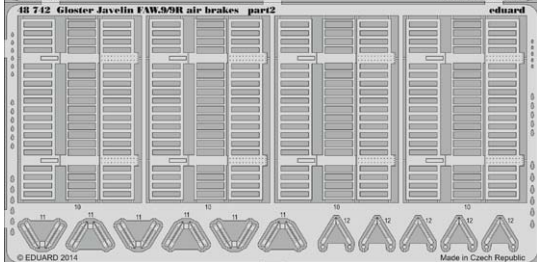 48 742 Gloster Javelin FAW.9/9R air brakes part2 eduard
10 10 10 10
11 11 11 11 11 11 12 12 12 12 12
© EDUARD 2014 Made in Czech Republic